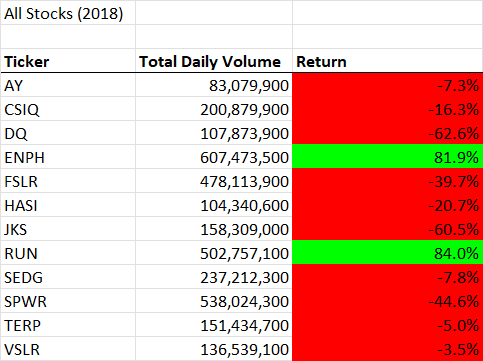 All Stocks (2018)
Ticker Total Daily Volume Return
AY 83,079,900 -7.3%
CSIQ 200,879,900 -16.3%
DQ 107,873,900 -62.6%
ENPH 607,473,500 81.9%
FSLR 478,113,900 -39.7%
HASI 104,340,600 -20.7%
JKS 158,309,000 -60.5%
RUN 502,757,100 84.0%
SEDG 237,212,300 -7.8%
SPWR 538,024,300 -44.6%
TERP 151,434,700 -5.0%
VSLR 136,539,100 -3.5%